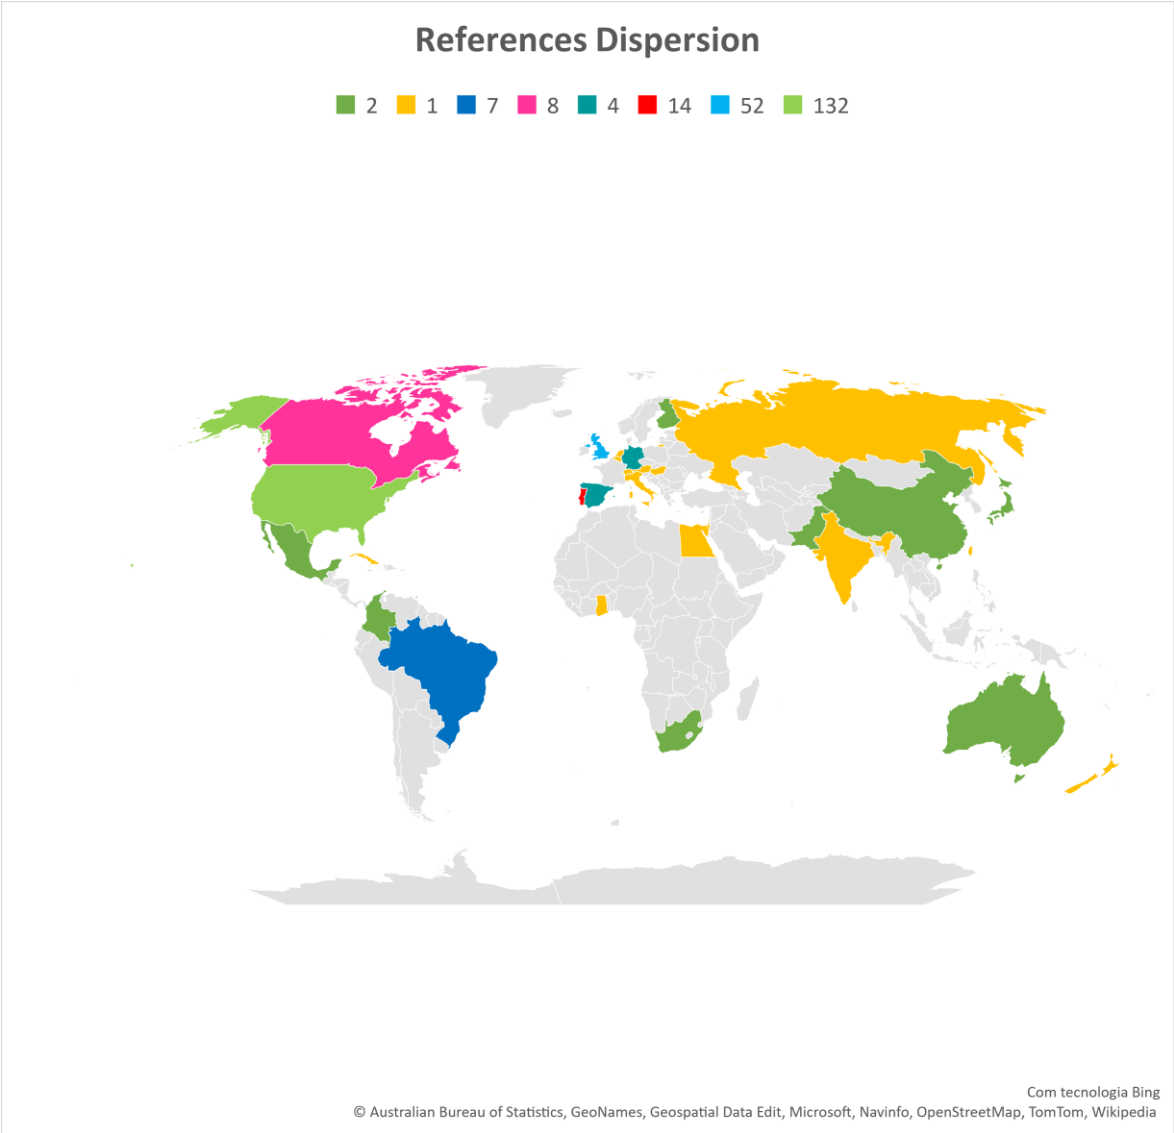 References Dispersion
2 1 7 8 4 14 52 132
Com tecnologia Bing
© Australian Bureau of Statistics, GeoNames, Geospatial Data Edit, Microsoft, Navinfo, OpenStreetMap, TomTom, Wikipedia